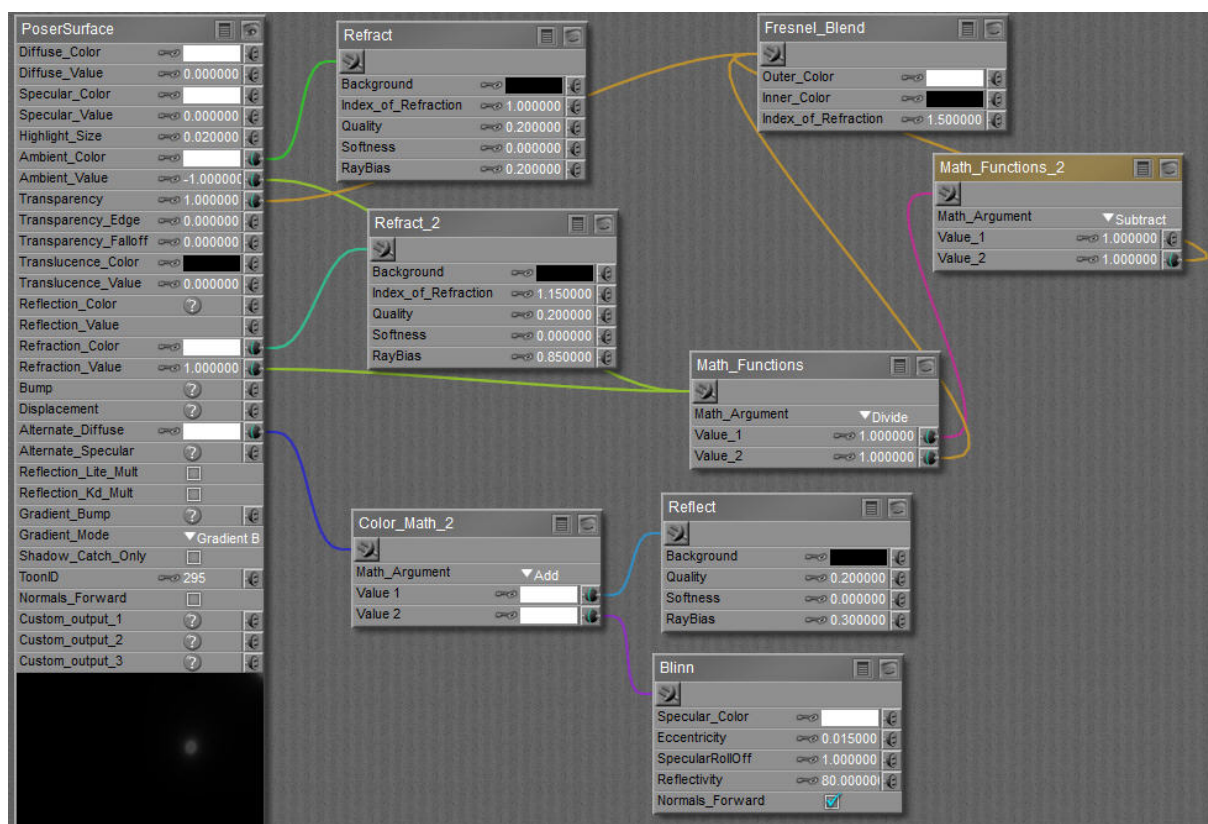 PoserSurface
Diffuse_Color
Diffuse_Value 0.000000
Specular_Color
Specular_Value 0.000000
Highlight_Size 0.020000
Ambient_Color
Ambient_Value -1.000000
Transparency 1.000000
Transparency_Edge 0.000000
Transparency_Falloff 0.000000
Translucence_Color
Translucence_Value 0.000000
Reflection_Color ?
Reflection_Value
Refraction_Color
Refraction_Value 1.000000
Bump ?
Displacement ?
Alternate_Diffuse
Alternate_Specular ?
Reflection_Lite_Mult
Reflection_Kd_Mult
Gradient_Bump ?
Gradient_Mode Gradient B
Shadow_Catch_Only
ToonID 295
Normals_Forward
Custom_output_1 ?
Custom_output_2 ?
Custom_output_3 ?
Refract
Background
Index_of_Refraction 1.000000
Quality 0.200000
Softness 0.000000
RayBias 0.200000
Refract_2
Background
Index_of_Refraction 1.150000
Quality 0.200000
Softness 0.000000
RayBias 0.850000
Fresnel_Blend
Outer_Color
Inner_Color
Index_of_Refraction 1.500000
Math_Functions_2
Math_Argument Subtract
Value_1 1.000000
Value_2 1.000000
Math_Functions
Math_Argument Divide
Value_1 1.000000
Value_2 1.000000
Color_Math_2
Math_Argument Add
Value 1
Value 2
Reflect
Background
Quality 0.200000
Softness 0.000000
RayBias 0.300000
Blinn
Specular_Color
Eccentricity 0.015000
SpecularRollOff 1.000000
Reflectivity 80.000000
Normals_Forward